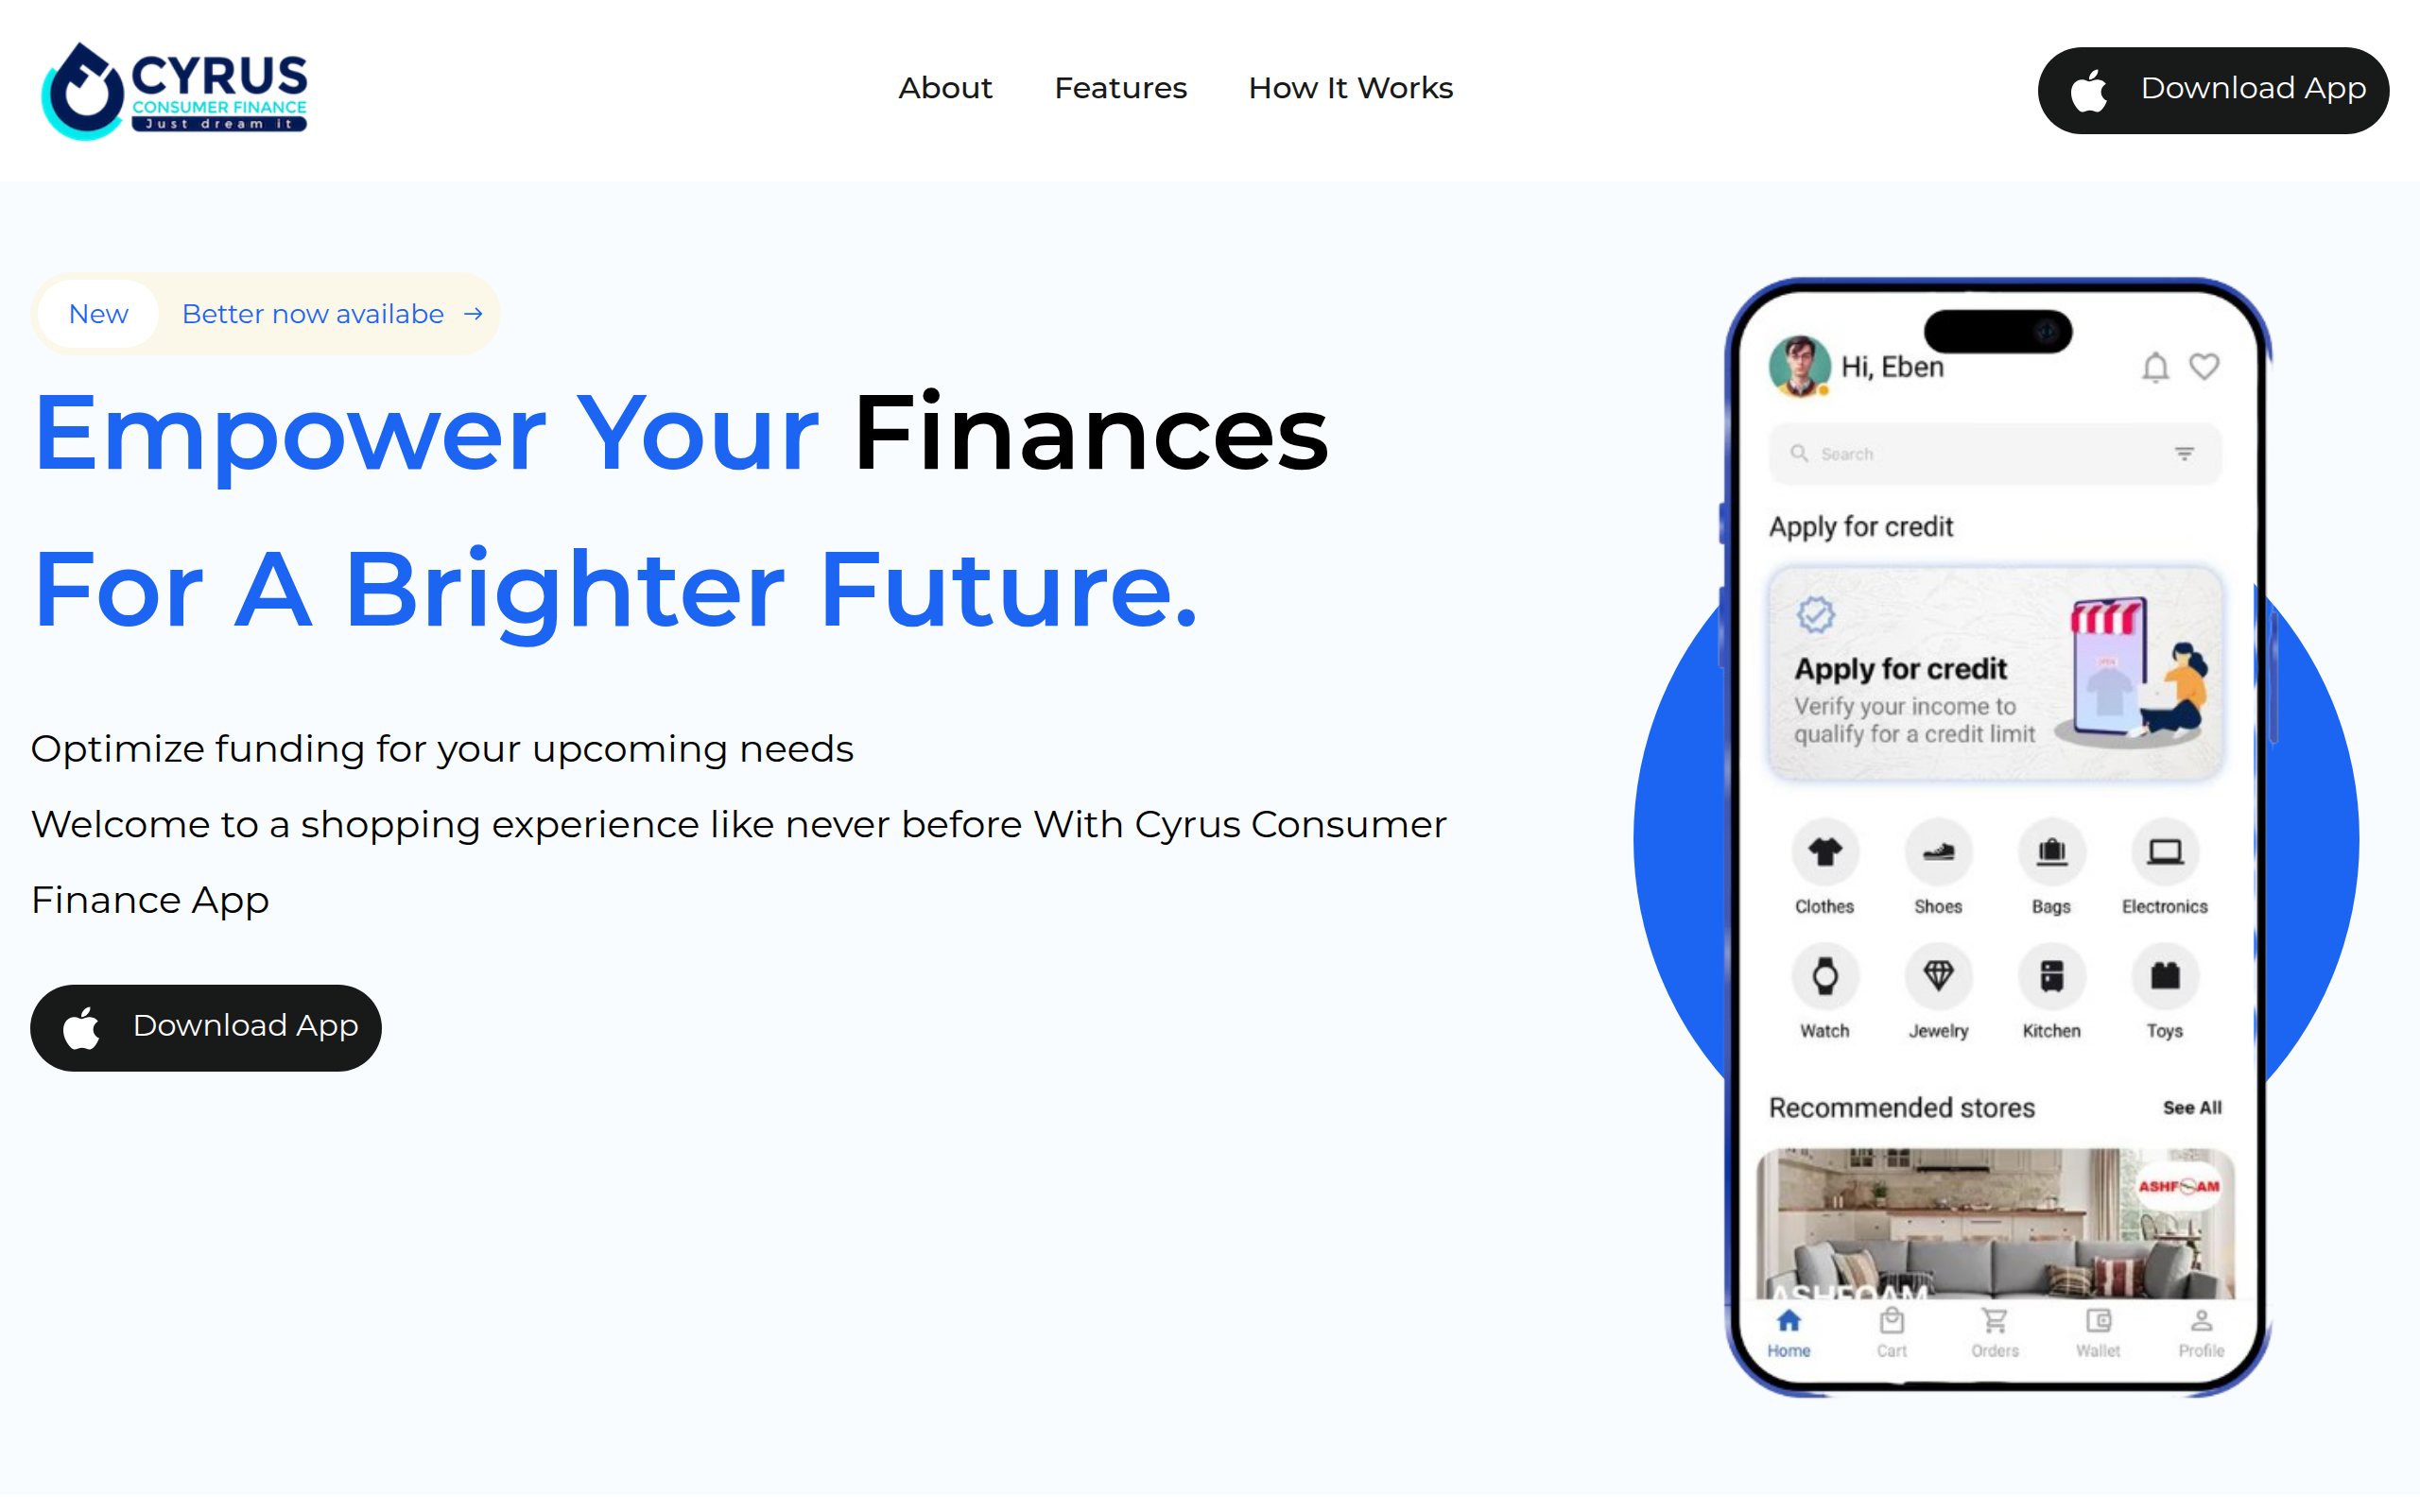 CYRUS
CONSUMER FINANCE
Just dream it
About
Features
How It Works
Download App
New
Better now availabe →
Empower Your Finances
For A Brighter Future.
Optimize funding for your upcoming needs
Welcome to a shopping experience like never before With Cyrus Consumer
Finance App
Download App
Hi, Eben
Search
Apply for credit
Apply for credit
Verify your income to
qualify for a credit limit
OPEN
Clothes
Shoes
Bags
Electronics
Watch
Jewelry
Kitchen
Toys
Recommended stores
See All
ASHFOAM
ASHFOAM
Home
Cart
Orders
Wallet
Profile